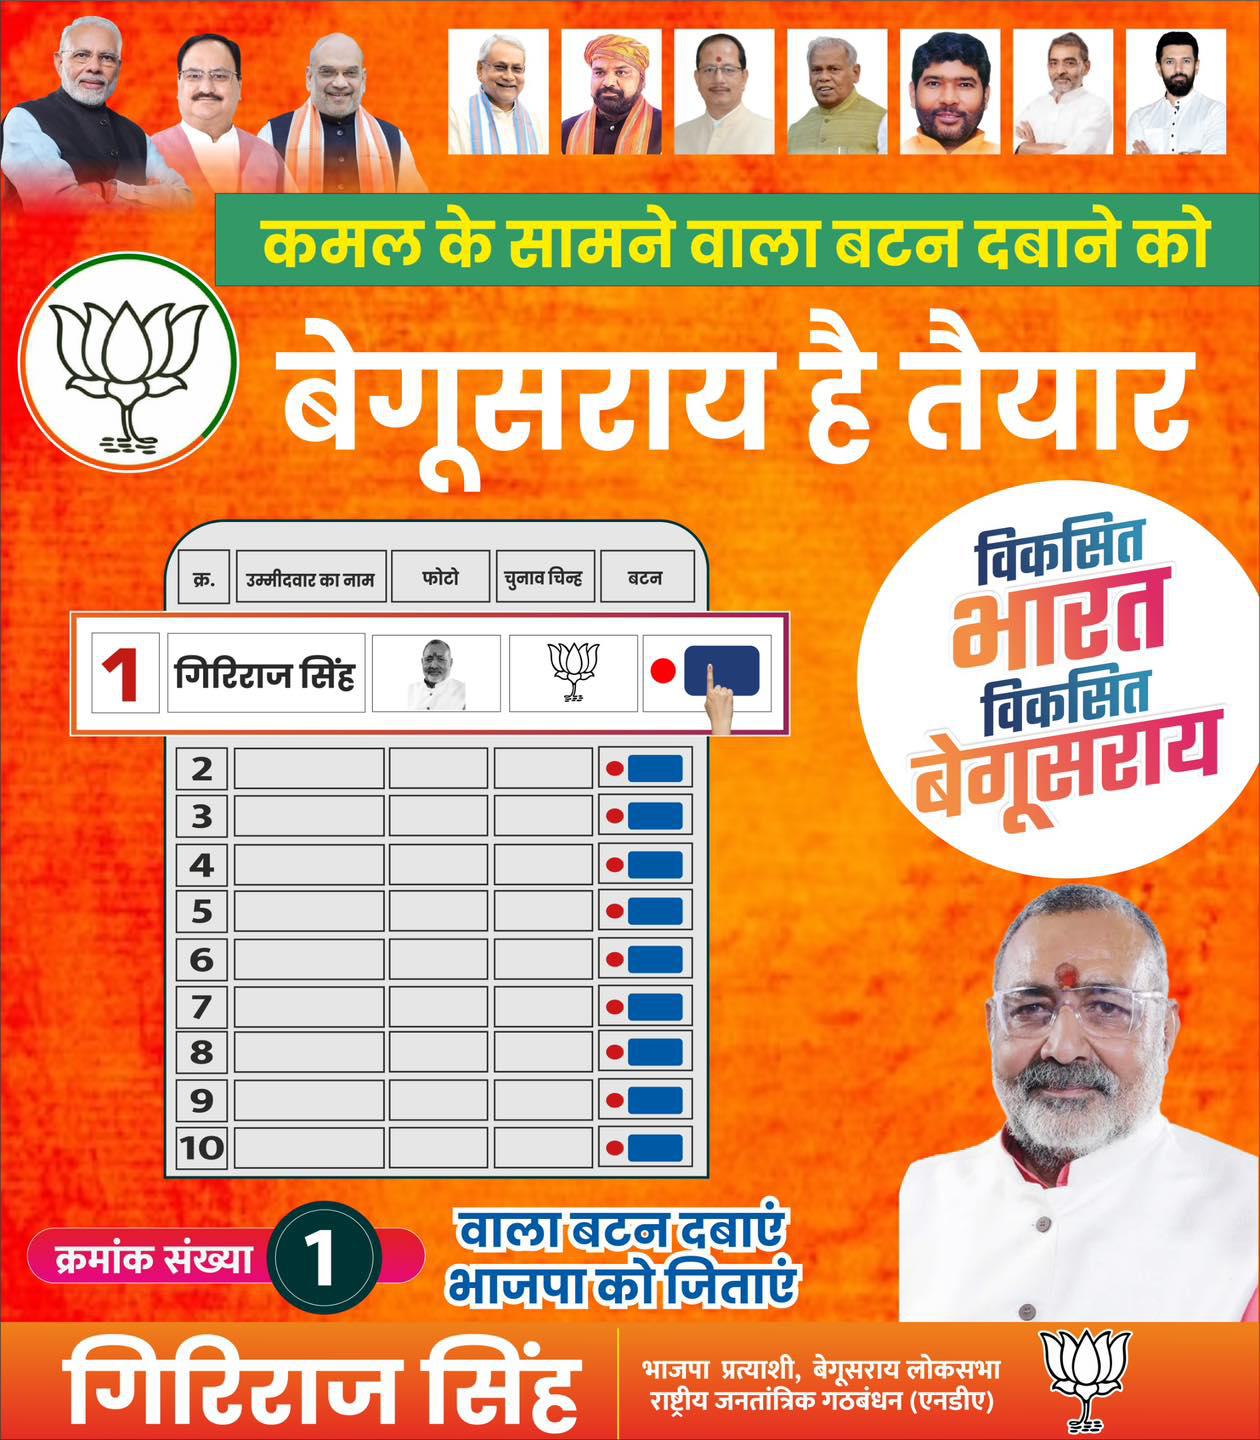 कमल के सामने वाला बटन दबाने को
बेगूसराय है तैयार
क्र. उम्मीदवार का नाम फोटो चुनाव चिन्ह बटन
1 गिरिराज सिंह
2
3
4
5
6
7
8
9
10
विकसित
भारत
विकसित
बेगूसराय
क्रमांक संख्या 1
वाला बटन दबाएं
भाजपा को जिताएं
गिरिराज सिंह
भाजपा प्रत्याशी, बेगूसराय लोकसभा
राष्ट्रीय जनतांत्रिक गठबंधन (एनडीए)